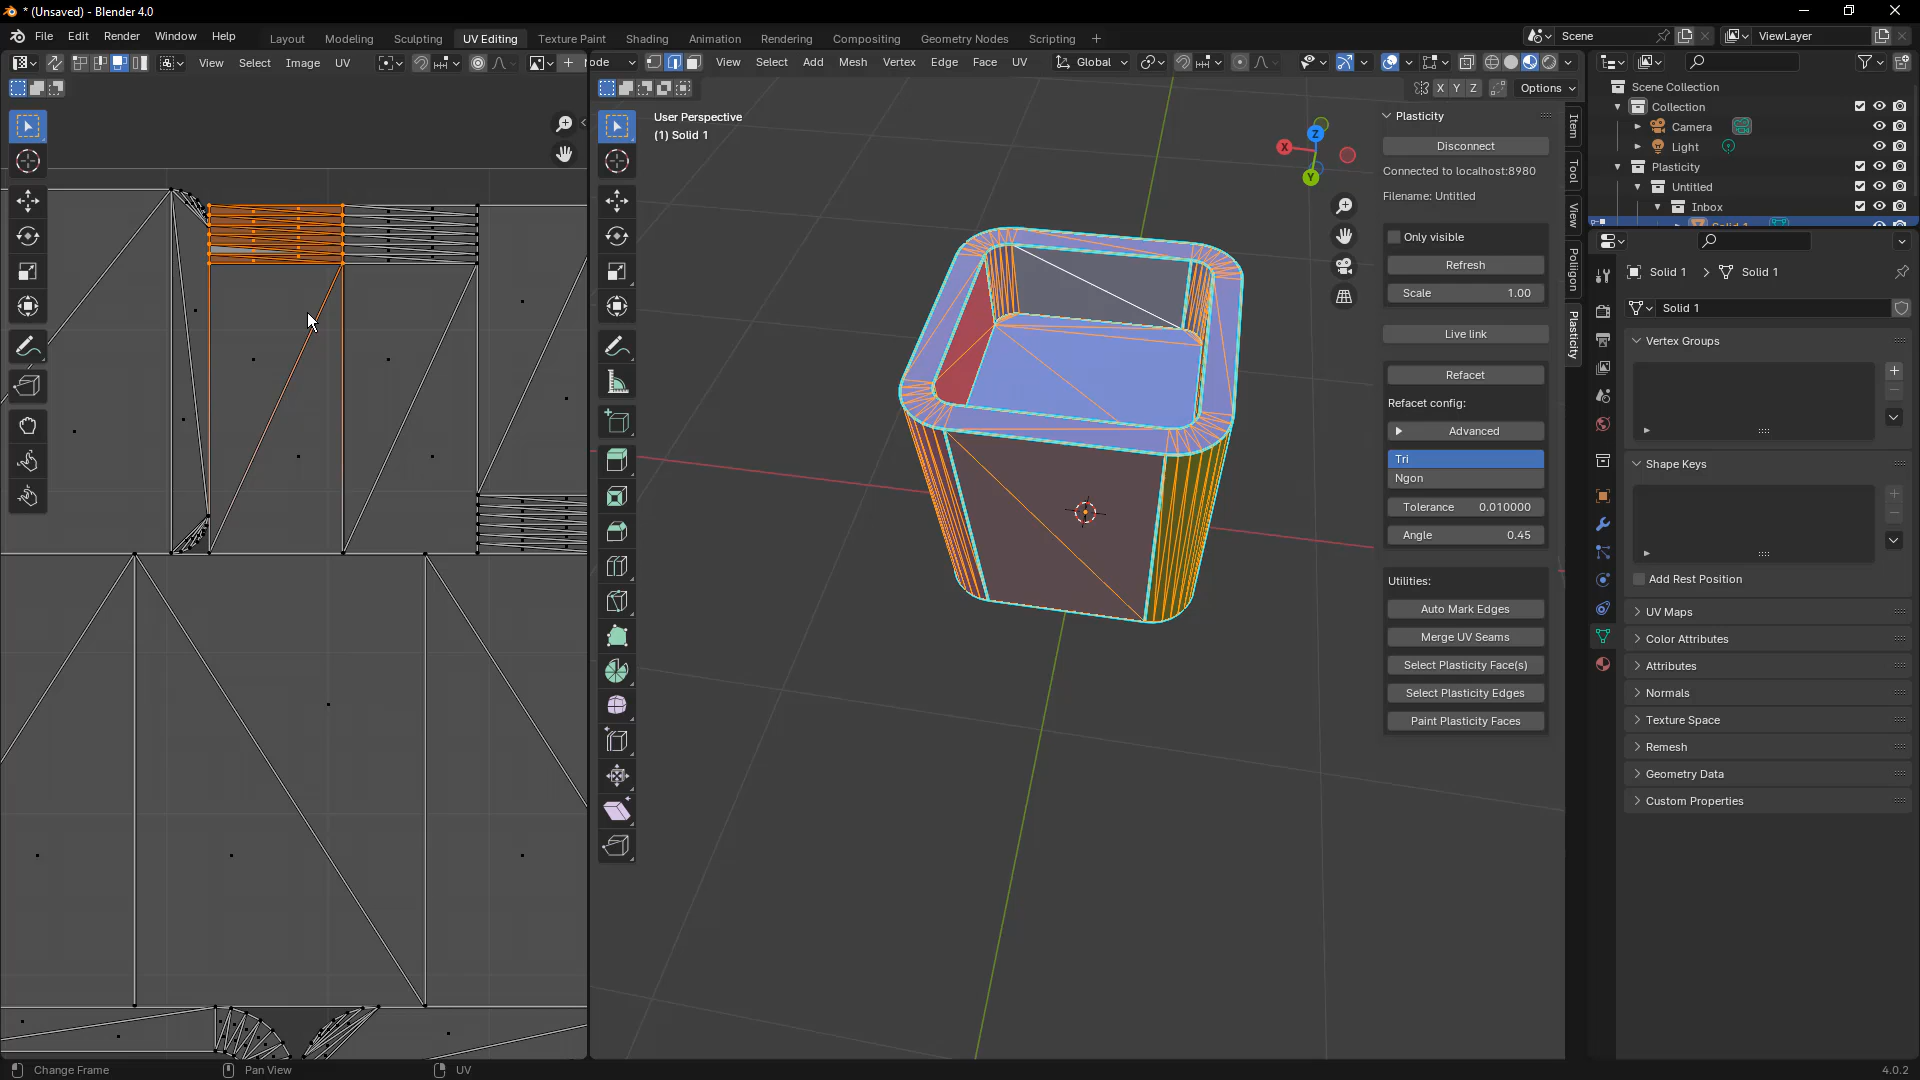 * (Unsaved) - Blender 4.0
File Edit Render Window Help
Layout Modeling Sculpting UV Editing Texture Paint Shading Animation Rendering Compositing Geometry Nodes Scripting +
Scene
ViewLayer
View Select Image UV
ode View Select Add Mesh Vertex Edge Face UV
Global
X Y Z
Options
User Perspective
(1) Solid 1
Z
X
Y
Item
Tool
View
Poliigon
Plasticity
Plasticity
Disconnect
Connected to localhost:8980
Filename: Untitled
Only visible
Refresh
Scale 1.00
Live link
Refacet
Refacet config:
Advanced
Tri
Ngon
Tolerance 0.010000
Angle 0.45
Utilities:
Auto Mark Edges
Merge UV Seams
Select Plasticity Face(s)
Select Plasticity Edges
Paint Plasticity Faces
Scene Collection
Collection
Camera
Light
Plasticity
Untitled
Inbox
Solid 1 Solid 1
Solid 1
Vertex Groups
Shape Keys
Add Rest Position
UV Maps
Color Attributes
Attributes
Normals
Texture Space
Remesh
Geometry Data
Custom Properties
Change Frame Pan View UV
4.0.2